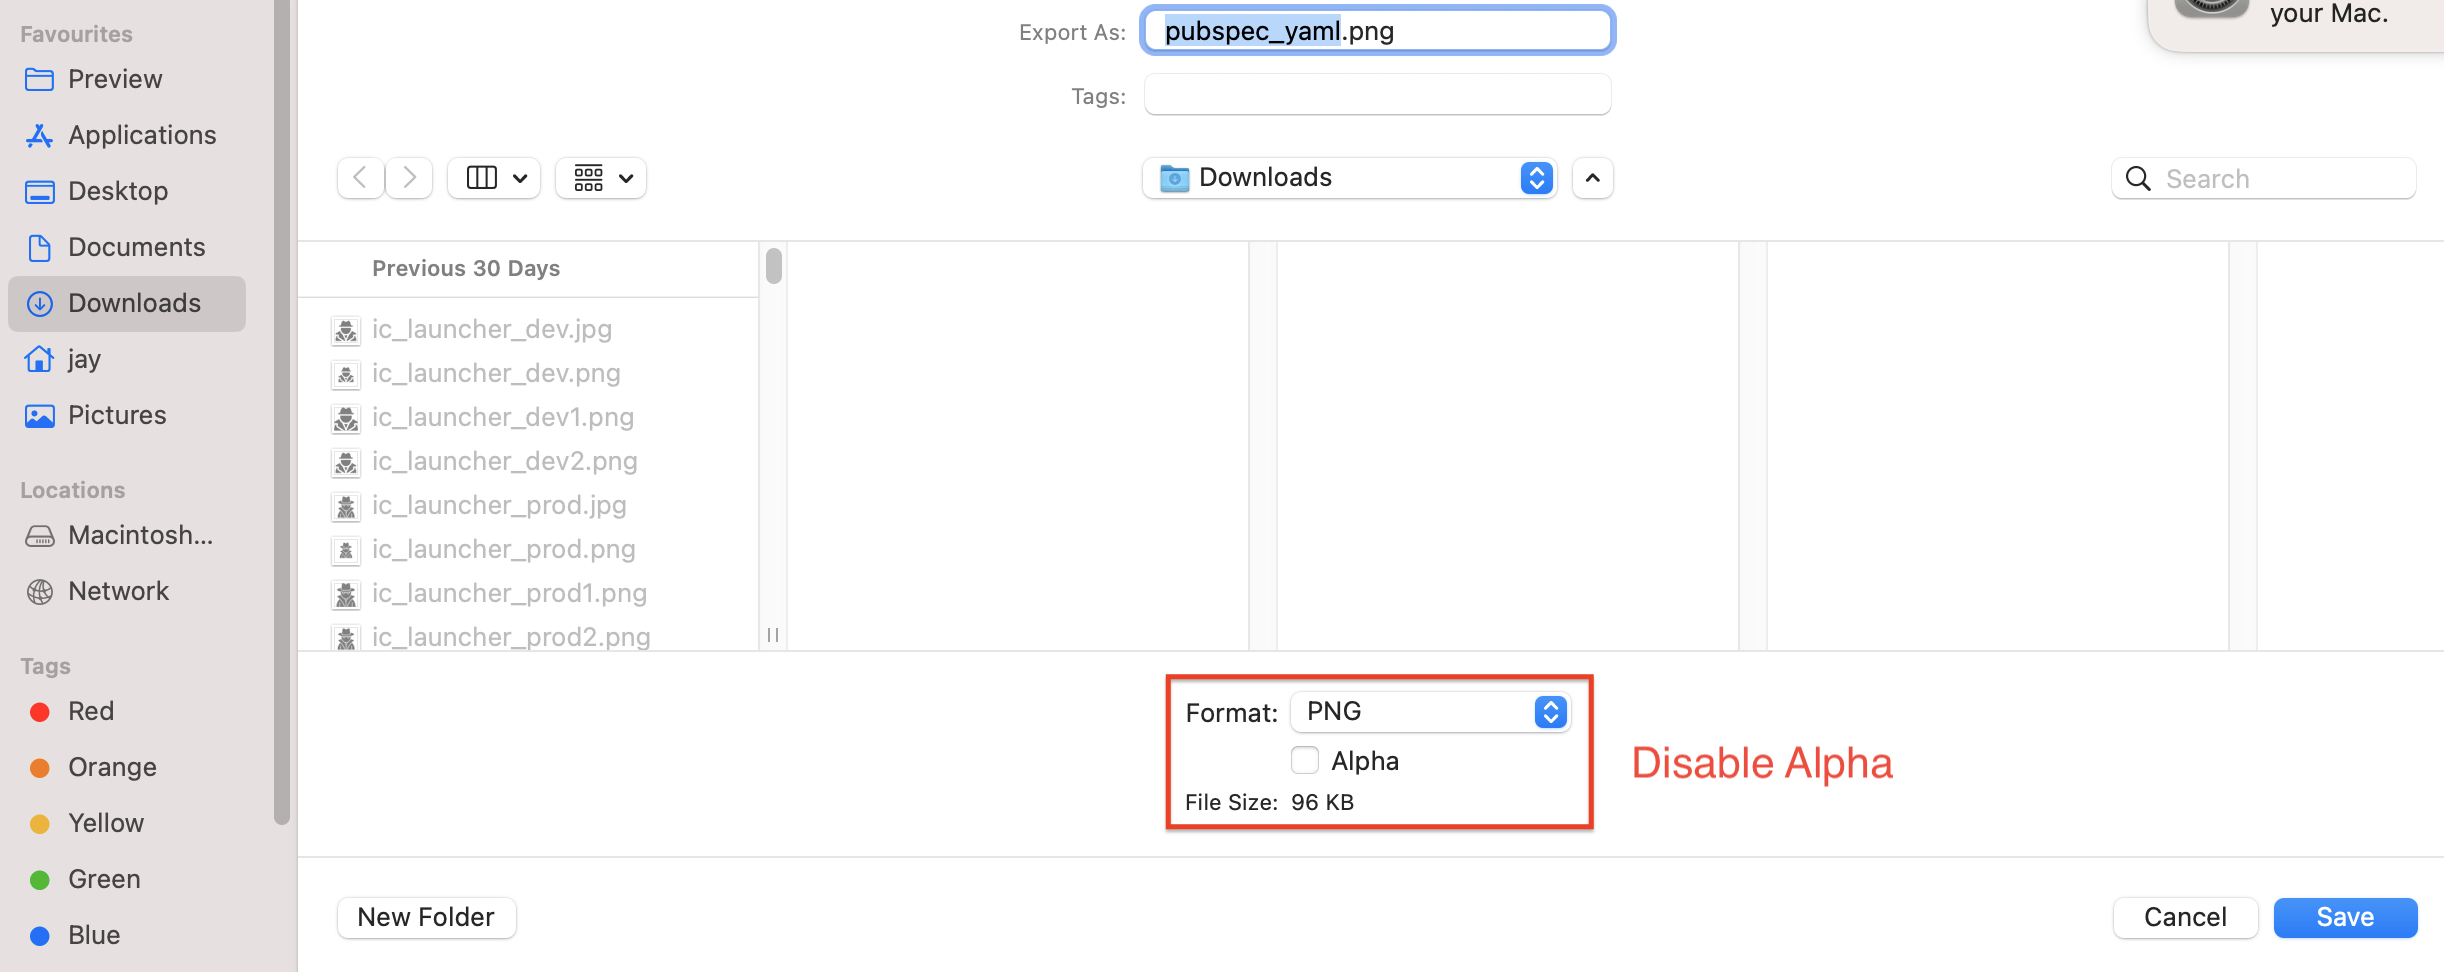 Favourites
Preview
Applications
Desktop
Documents
Downloads
jay
Pictures
Locations
Macintosh...
Network
Tags
Red
Orange
Yellow
Green
Blue
Export As: pubspec_yaml.png
Tags:
your Mac.
Downloads
Search
Previous 30 Days
ic_launcher_dev.jpg
ic_launcher_dev.png
ic_launcher_dev1.png
ic_launcher_dev2.png
ic_launcher_prod.jpg
ic_launcher_prod.png
ic_launcher_prod1.png
ic_launcher_prod2.png
Format: PNG
Alpha
File Size: 96 KB
Disable Alpha
New Folder
Cancel
Save